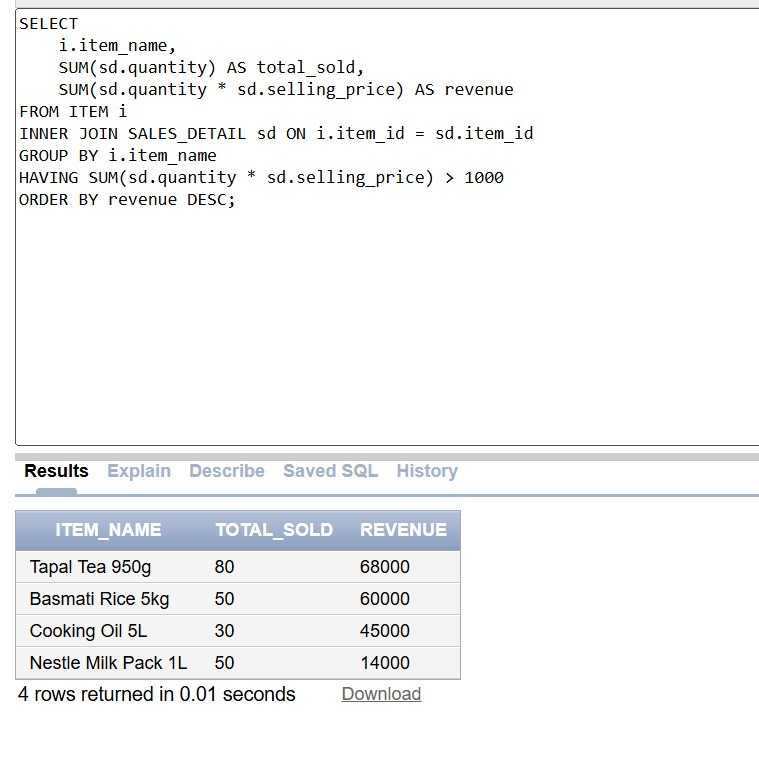 SELECT
    i.item_name,
    SUM(sd.quantity) AS total_sold,
    SUM(sd.quantity * sd.selling_price) AS revenue
FROM ITEM i
INNER JOIN SALES_DETAIL sd ON i.item_id = sd.item_id
GROUP BY i.item_name
HAVING SUM(sd.quantity * sd.selling_price) > 1000
ORDER BY revenue DESC;
Results Explain Describe Saved SQL History
ITEM_NAME TOTAL_SOLD REVENUE
Tapal Tea 950g 80 68000
Basmati Rice 5kg 50 60000
Cooking Oil 5L 30 45000
Nestle Milk Pack 1L 50 14000
4 rows returned in 0.01 seconds Download